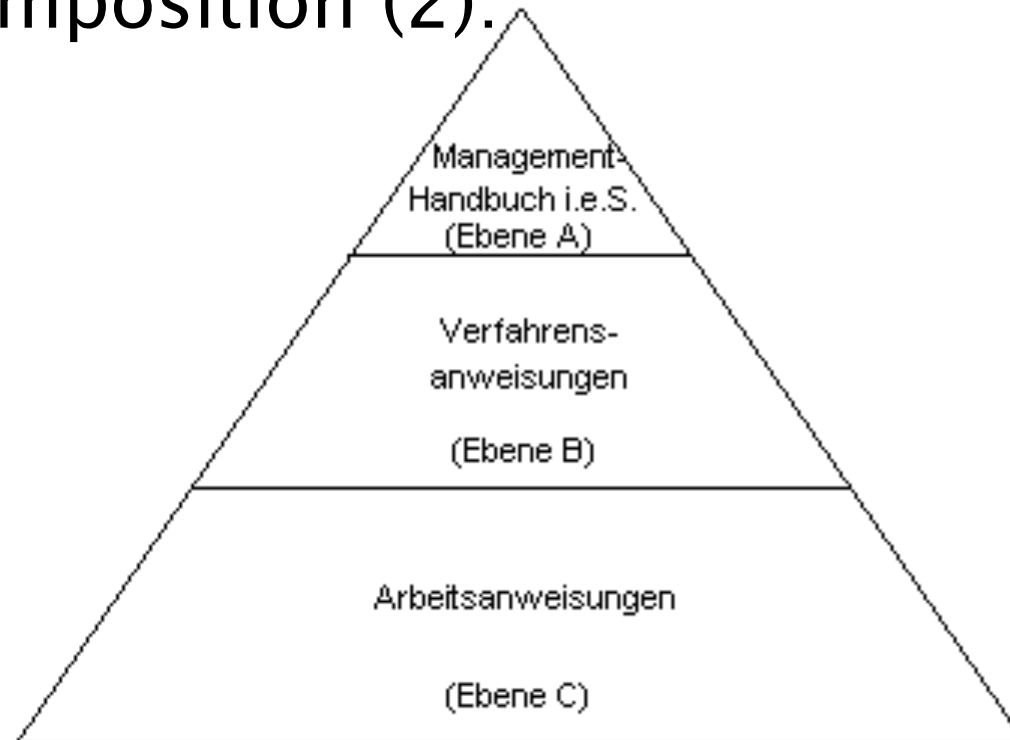 mposition (2).
Management-
Handbuch i.e.S.
(Ebene A)
Verfahrens-
anweisungen
(Ebene B)
Arbeitsanweisungen
(Ebene C)